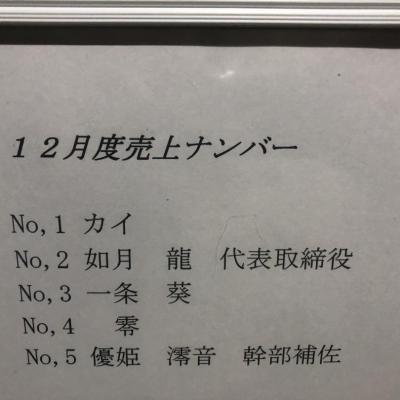 12月度売上ナンバー
No,1 カイ
No,2 如月　龍　代表取締役
No,3 一条　葵
No,4　零
No,5 優姫　澪音　幹部補佐